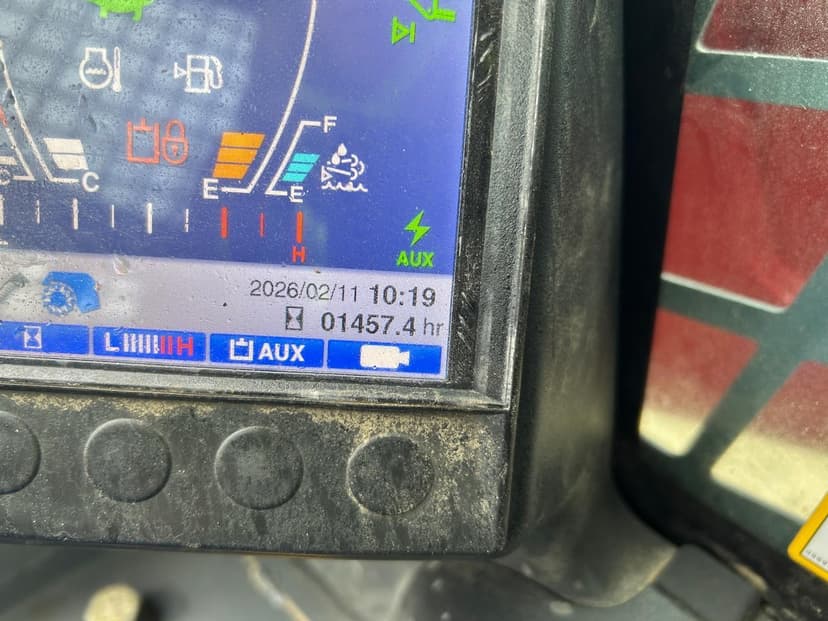 F
C C E E
H
AUX
2026/02/11 10:19
01457.4 hr
L H AUX